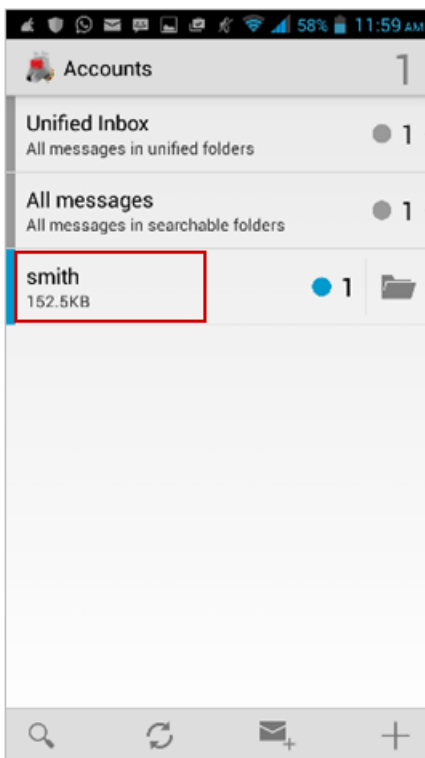 58% 11:59 AM
Accounts 1
Unified Inbox
All messages in unified folders
1
All messages
All messages in searchable folders
1
smith
152.5KB
1